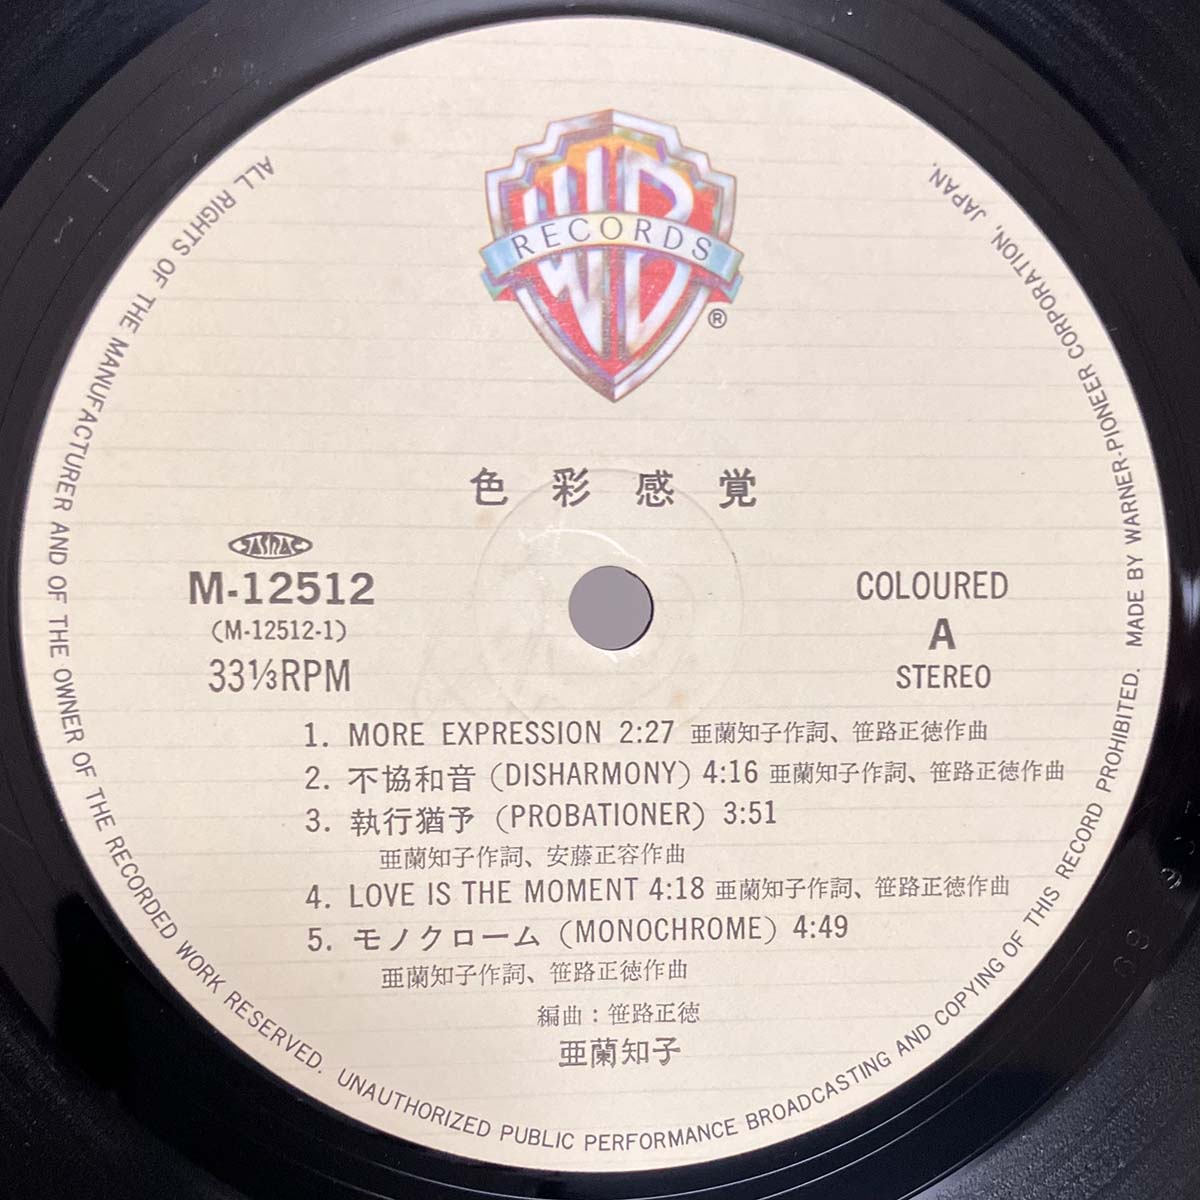 WB
RECORDS
®
色彩感覚
JASRAC
M-12512
(M-12512-1)
33⅓RPM
COLOURED
A
STEREO
1. MORE EXPRESSION 2:27 亜蘭知子作詞、笹路正徳作曲
2. 不協和音 (DISHARMONY) 4:16 亜蘭知子作詞、笹路正徳作曲
3. 執行猶予 (PROBATIONER) 3:51
亜蘭知子作詞、安藤正容作曲
4. LOVE IS THE MOMENT 4:18 亜蘭知子作詞、笹路正徳作曲
5. モノクローム (MONOCHROME) 4:49
亜蘭知子作詞、笹路正徳作曲
編曲：笹路正徳
亜蘭知子
ALL RIGHTS OF THE MANUFACTURER AND OF THE OWNER OF THE RECORDED WORK RESERVED. UNAUTHORIZED PUBLIC PERFORMANCE BROADCASTING AND COPYING OF THIS RECORD PROHIBITED. MADE BY WARNER-PIONEER CORPORATION, JAPAN.